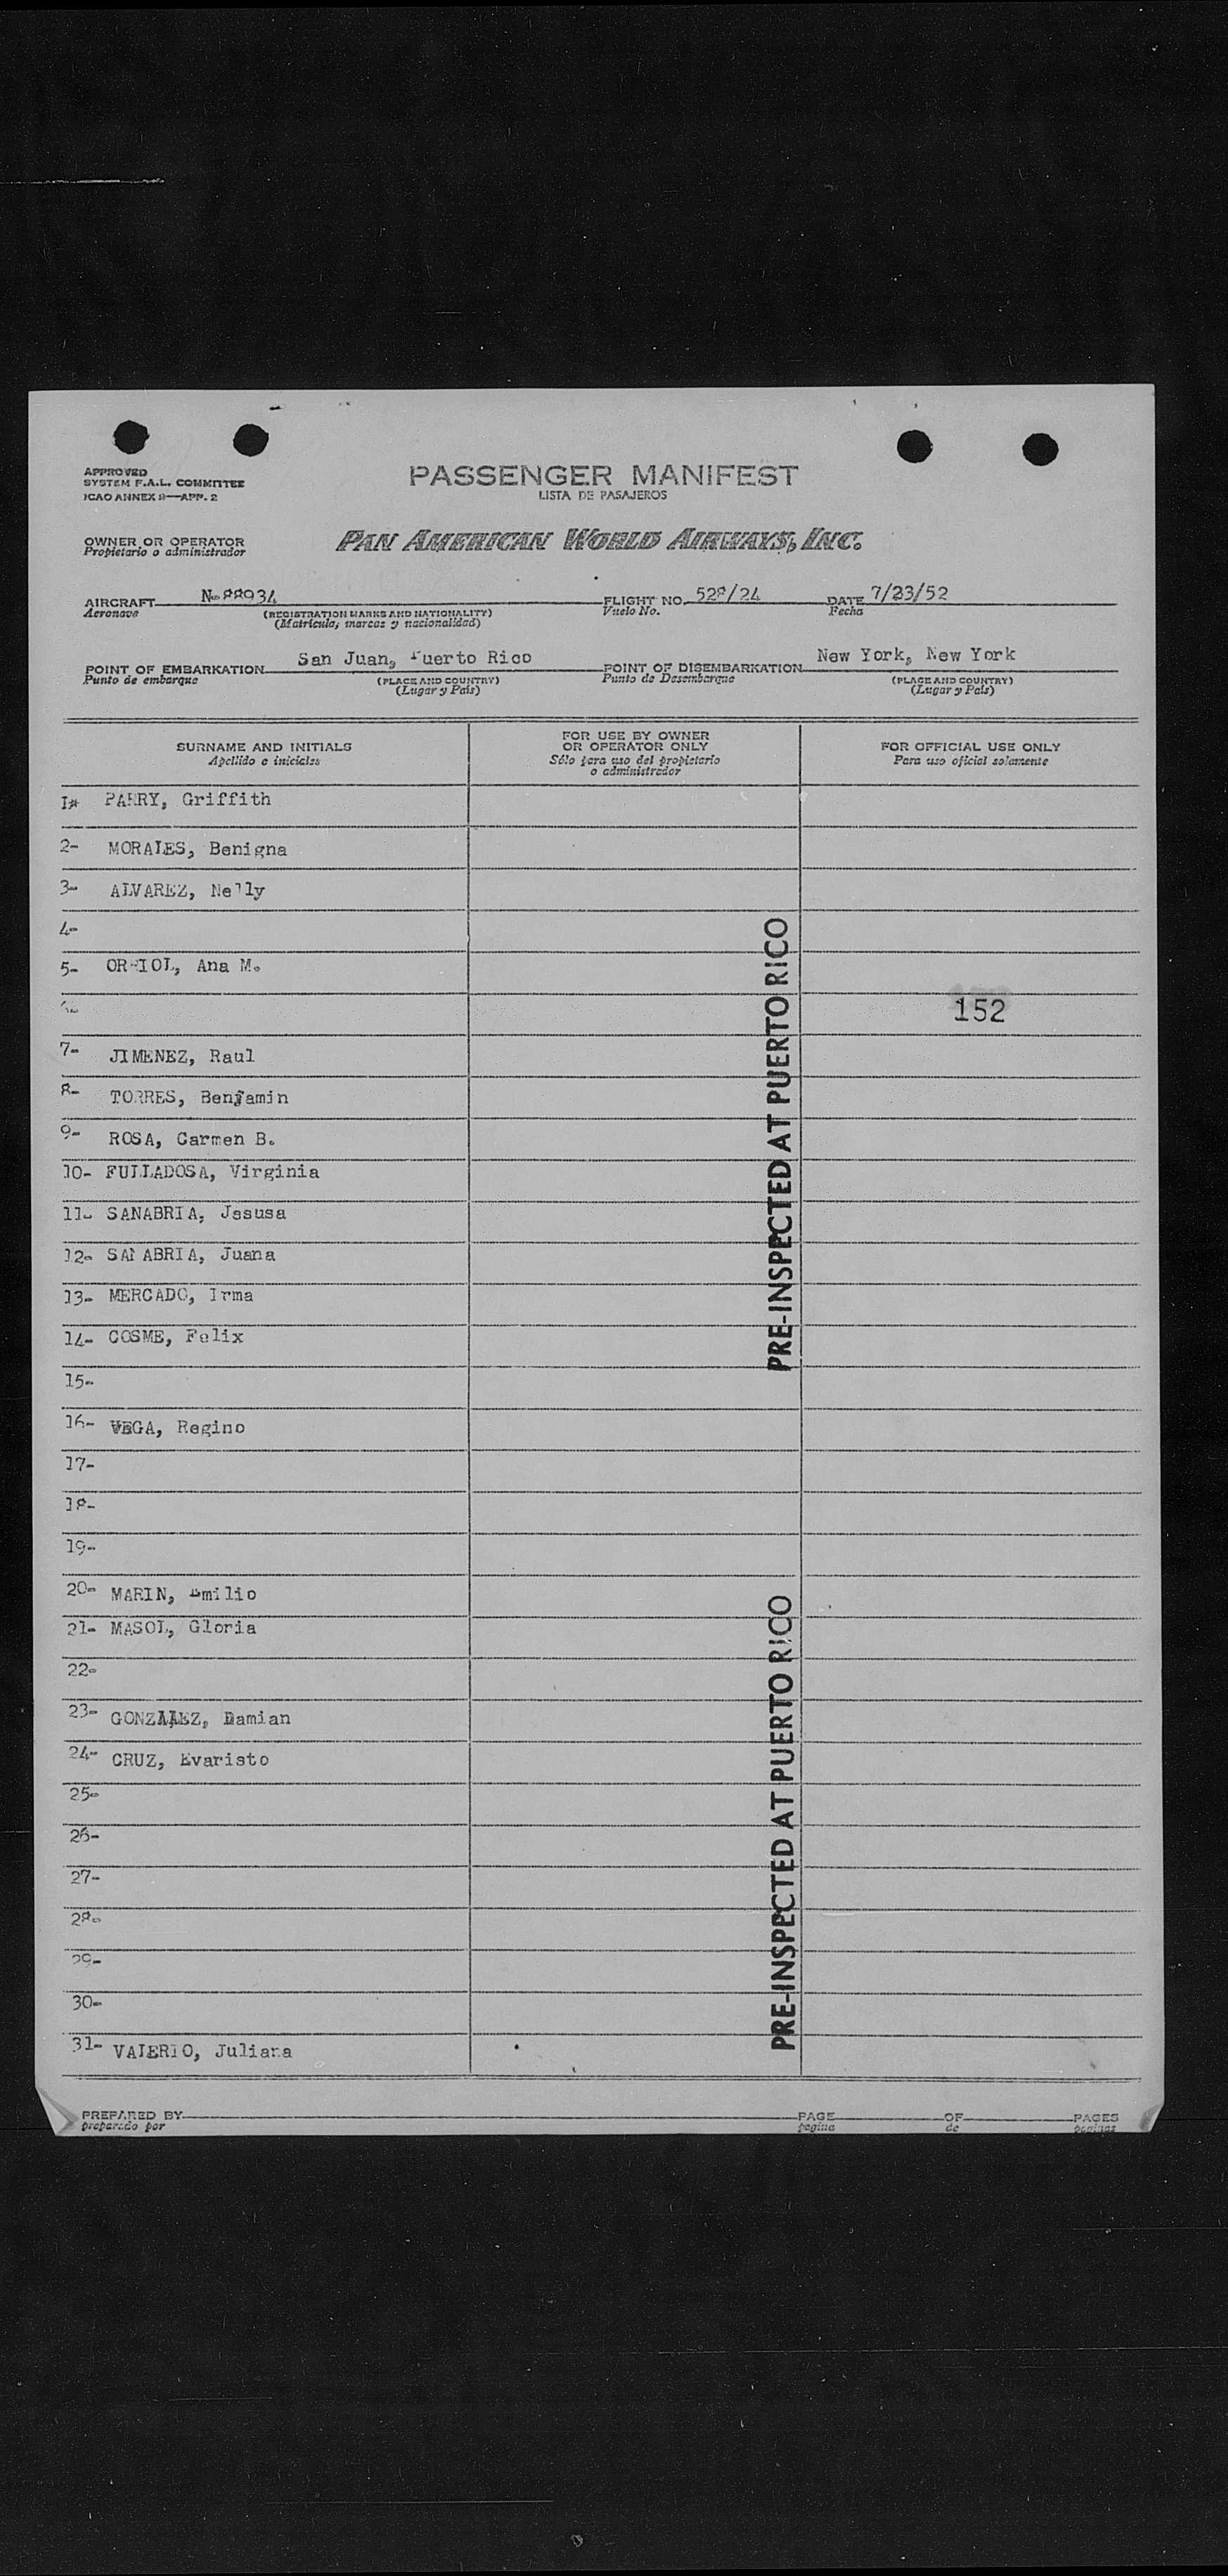 APPROVED
SYSTEM F.A.L. COMMITTEE
ICAO ANNEX 9—APP. 2
PASSENGER MANIFEST
LISTA DE PASAJEROS
OWNER OR OPERATOR
Propietario o administrador
PAN AMERICAN WORLD AIRWAYS, INC.
AIRCRAFT N-88934 FLIGHT NO. 528/24 DATE 7/23/52
Aeronave (REGISTRATION MARKS AND NATIONALITY) Vuelo No. Fecha
(Matricula, marcas y nacionalidad)
POINT OF EMBARKATION San Juan, Puerto Rico POINT OF DISEMBARKATION New York, New York
Punto de embarque (PLACE AND COUNTRY) Punto de Desembarque (PLACE AND COUNTRY)
(Lugar y País) (Lugar y País)
SURNAME AND INITIALS
Apellido e iniciales
FOR USE BY OWNER
OR OPERATOR ONLY
Sólo para uso del propietario
o administrador
FOR OFFICIAL USE ONLY
Para uso oficial solamente
1* PARRY, Griffith
2- MORALES, Benigna
3- ALVAREZ, Nelly
4-
5- ORIOL, Ana M.
6-
152
7- JIMENEZ, Raul
8- TORRES, Benjamin
9- ROSA, Carmen B.
10- FULLADOSA, Virginia
11- SANABRIA, Jesusa
12- SANABRIA, Juana
13- MERCADO, Irma
14- COSME, Felix
15-
16- VEGA, Regino
17-
18-
19-
20- MARIN, Emilio
21- MASOL, Gloria
22-
23- GONZALEZ, Damian
24- CRUZ, Evaristo
25-
26-
27-
28-
29-
30-
31- VALERIO, Juliana
PRE-INSPECTED AT PUERTO RICO
PRE-INSPECTED AT PUERTO RICO
PREPARED BY PAGE OF PAGES
preparado por pagina de paginas